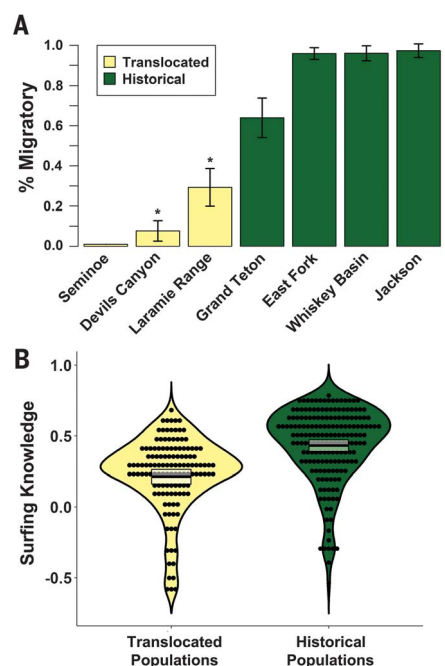 A
% Migratory
1.0
0.8
0.6
0.4
0.2
0.0
Translocated
Historical
*
*
Seminoe
Devils Canyon
Laramie Range
Grand Teton
East Fork
Whiskey Basin
Jackson
B
Surfing Knowledge
1.0
0.5
0.0
-0.5
Translocated
Populations
Historical
Populations